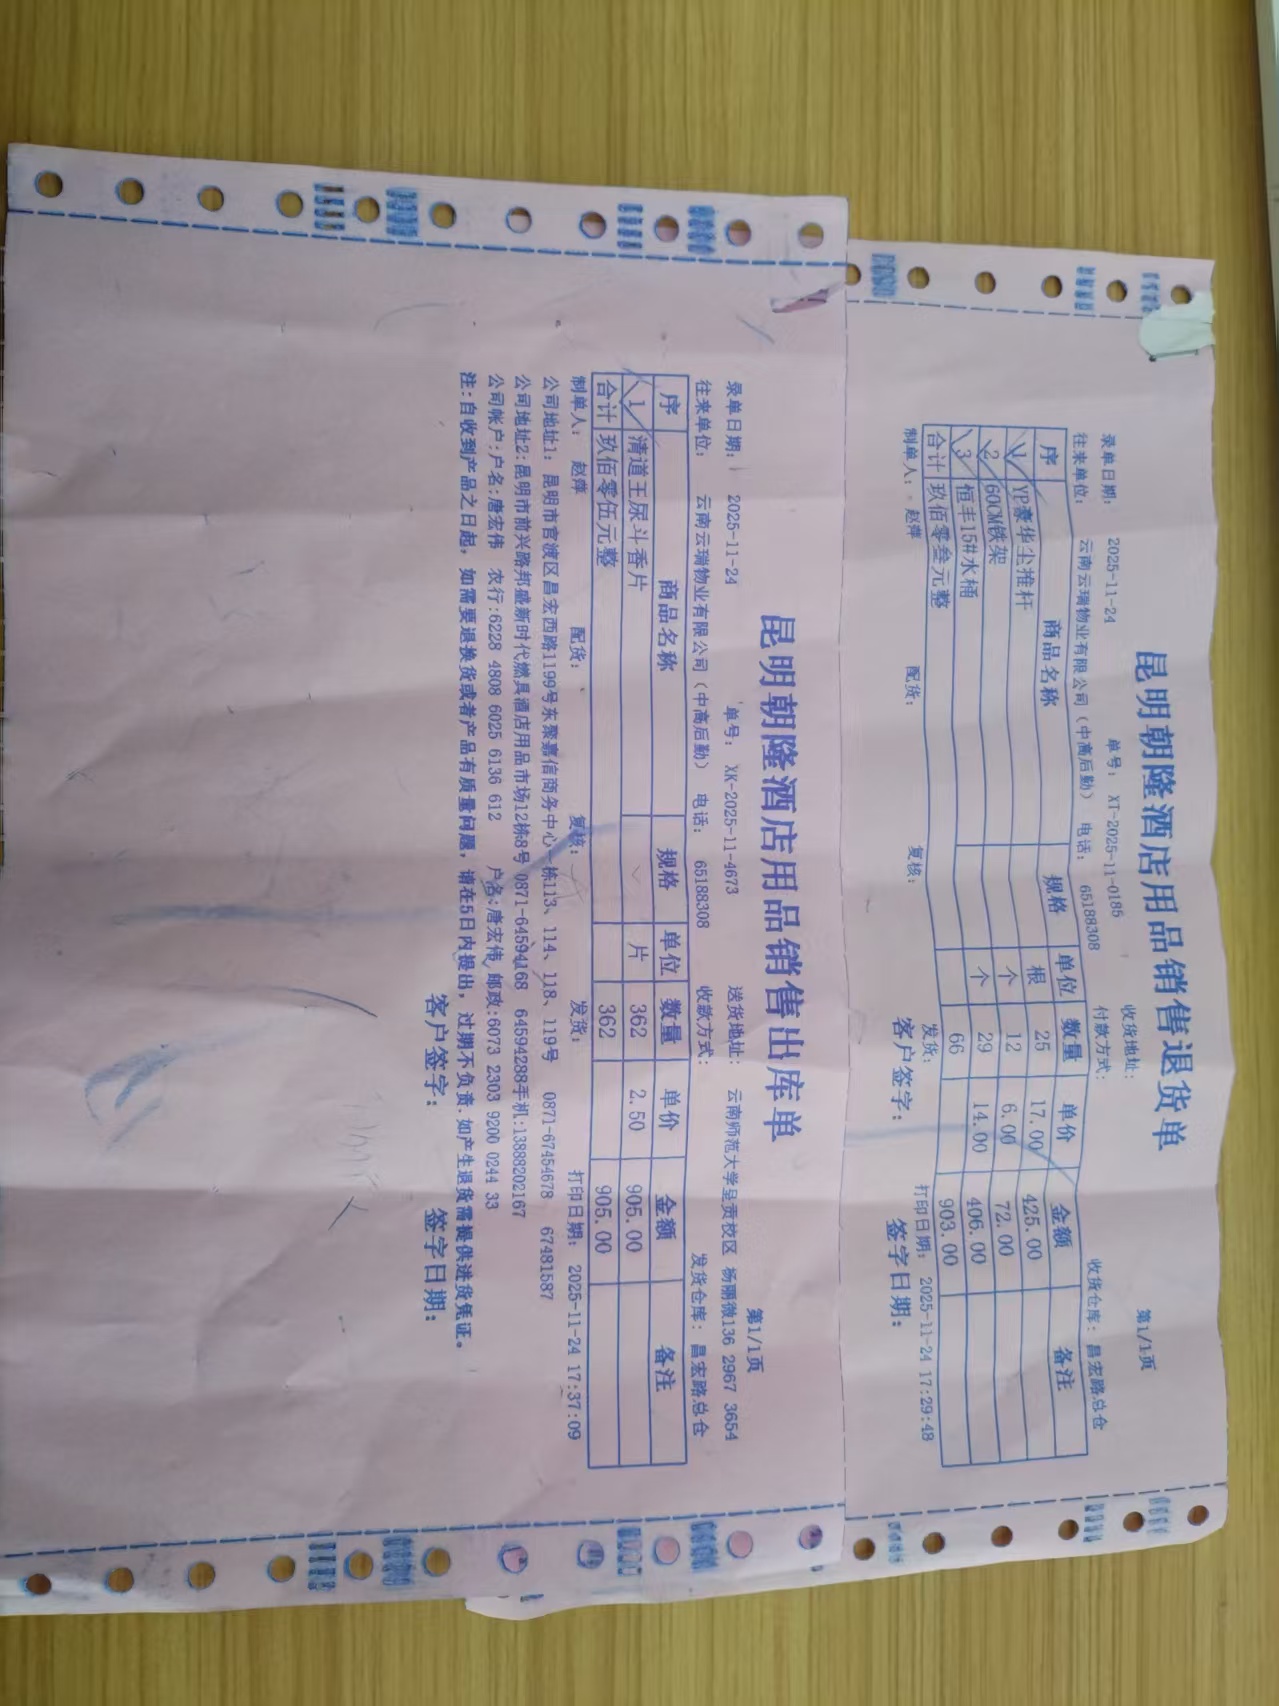 昆明朝隆酒店用品销售退货单
第1/1页
录单日期: 2025-11-24 单号: XT-2025-11-0185 收货地址:
往来单位: 云南云瑞物业有限公司(中高后勤) 电话: 65188308 付款方式: 收货仓库: 昌宏路总仓
序 商品名称 规格 单位 数量 单价 金额 备注
1 YP豪华尘推杆 根 25 17.00 425.00
2 60CM铁架 个 12 6.00 72.00
3 恒丰15#水桶 个 29 14.00 406.00
合计 玖佰零叁元整 66 903.00
制单人: 赵萍 配货: 复核: 发货: 打印日期: 2025-11-24 17:29:48
客户签字: 签字日期:
昆明朝隆酒店用品销售出库单
第1/1页
录单日期: 2025-11-24 单号: XK-2025-11-4673 送货地址: 云南师范大学呈贡校区 杨丽微136 2967 3654
往来单位: 云南云瑞物业有限公司(中高后勤) 电话: 65188308 收款方式: 发货仓库: 昌宏路总仓
序 商品名称 规格 单位 数量 单价 金额 备注
1 清道王尿斗香片 片 362 2.50 905.00
合计 玖佰零伍元整 362 905.00
制单人: 赵萍 配货: 复核: 发货: 打印日期: 2025-11-24 17:37:09
公司地址1: 昆明市官渡区昌宏西路1199号东聚嘉信商务中心一栋113、114、118、119号 0871-67454678 67481587
公司地址2:昆明市前兴路邦盛新时代燃具酒店用品市场12栋8号 0871-64594168 64594288手机:13888202167
公司帐户:户名:唐宏伟 农行:6228 4808 6025 6136 612 户名:唐宏伟 邮政:6073 2303 9200 0244 33
注:自收到产品之日起,如需要退换货或者产品有质量问题,请在5日内提出,过期不负责.如产生退货需提供进货凭证。
客户签字: 签字日期: